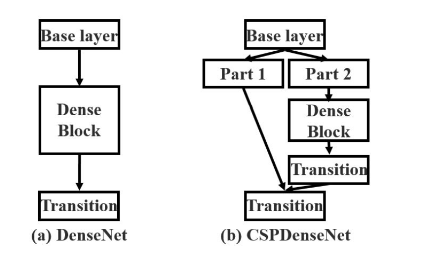 Base layer
Dense
Block
Transition
(a) DenseNet
Base layer
Part 1
Part 2
Dense
Block
Transition
Transition
(b) CSPDenseNet